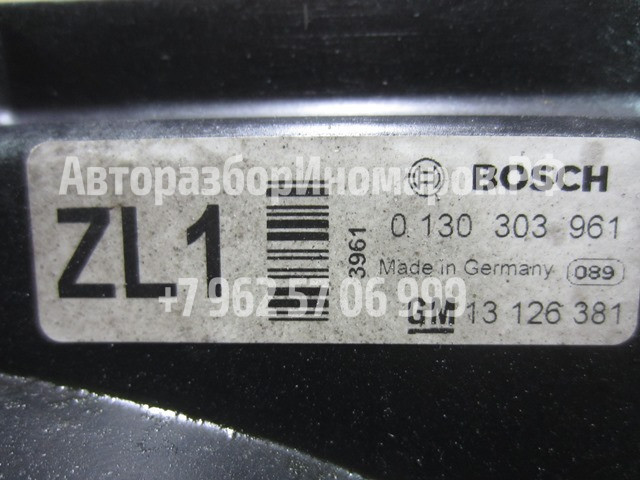 АвторазборИномарок.РФ
BOSCH
ZL1
3961
0 130 303 961
Made in Germany 089
+7 962 57 06 999
GM 13 126 381